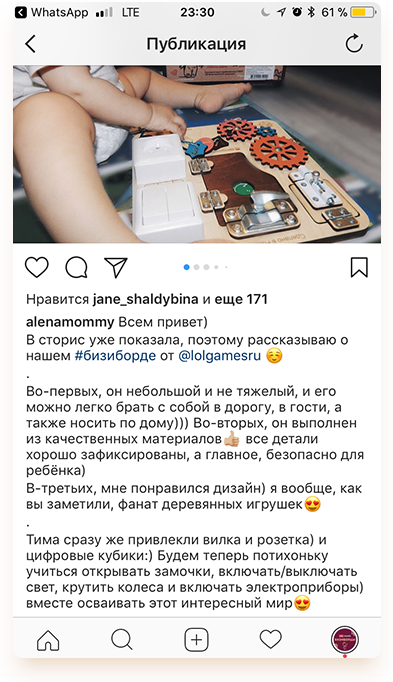 WhatsApp LTE 23:30 61 %
Публикация
Нравится jane_shaldybina и еще 171
alenamommy Всем привет)
В сторис уже показала, поэтому рассказываю о
нашем #бизиборде от @lolgamesru ☺️
.
Во-первых, он небольшой и не тяжелый, и его
можно легко брать с собой в дорогу, в гости, а
также носить по дому))) Во-вторых, он выполнен
из качественных материалов👍🏼 все детали
хорошо зафиксированы, а главное, безопасно для
ребёнка)
В-третьих, мне понравился дизайн) я вообще, как
вы заметили, фанат деревянных игрушек😍
.
Тима сразу же привлекли вилка и розетка) и
цифровые кубики:) Будем теперь потихоньку
учиться открывать замочки, включать/выключать
свет, крутить колеса и включать электроприборы)
вместе осваивать этот интересный мир😍